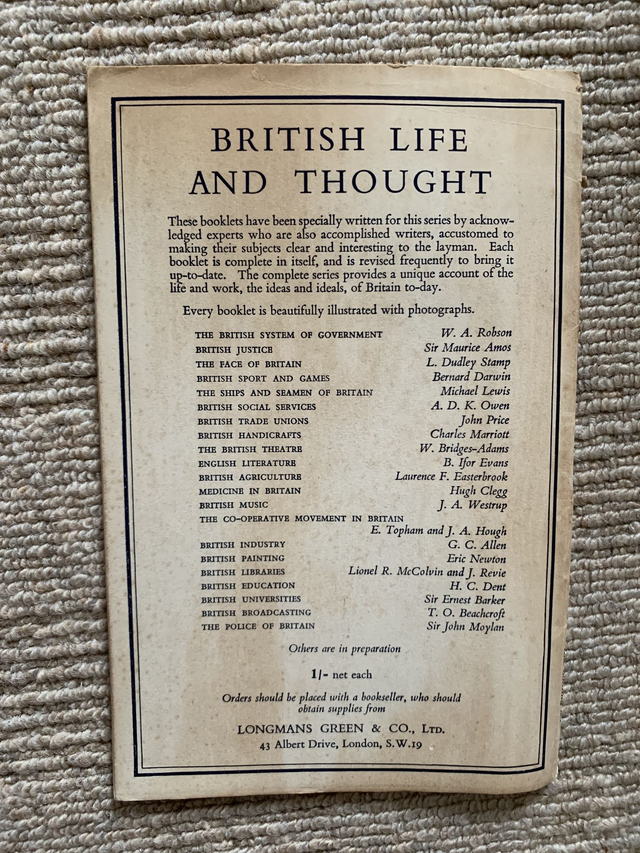 BRITISH LIFE
AND THOUGHT
These booklets have been specially written for this series by acknow-
ledged experts who are also accomplished writers, accustomed to
making their subjects clear and interesting to the layman. Each
booklet is complete in itself, and is revised frequently to bring it
up-to-date. The complete series provides a unique account of the
life and work, the ideas and ideals, of Britain to-day.
Every booklet is beautifully illustrated with photographs.
THE BRITISH SYSTEM OF GOVERNMENT W. A. Robson
BRITISH JUSTICE Sir Maurice Amos
THE FACE OF BRITAIN L. Dudley Stamp
BRITISH SPORT AND GAMES Bernard Darwin
THE SHIPS AND SEAMEN OF BRITAIN Michael Lewis
BRITISH SOCIAL SERVICES A. D. K. Owen
BRITISH TRADE UNIONS John Price
BRITISH HANDICRAFTS Charles Marriott
THE BRITISH THEATRE W. Bridges-Adams
ENGLISH LITERATURE B. Ifor Evans
BRITISH AGRICULTURE Laurence F. Easterbrook
MEDICINE IN BRITAIN Hugh Clegg
BRITISH MUSIC J. A. Westrup
THE CO-OPERATIVE MOVEMENT IN BRITAIN
E. Topham and J. A. Hough
BRITISH INDUSTRY G. C. Allen
BRITISH PAINTING Eric Newton
BRITISH LIBRARIES Lionel R. McColvin and J. Revie
BRITISH EDUCATION H. C. Dent
BRITISH UNIVERSITIES Sir Ernest Barker
BRITISH BROADCASTING T. O. Beachcroft
THE POLICE OF BRITAIN Sir John Moylan
Others are in preparation
1/- net each
Orders should be placed with a bookseller, who should
obtain supplies from
LONGMANS GREEN & CO., LTD.
43 Albert Drive, London, S.W.19